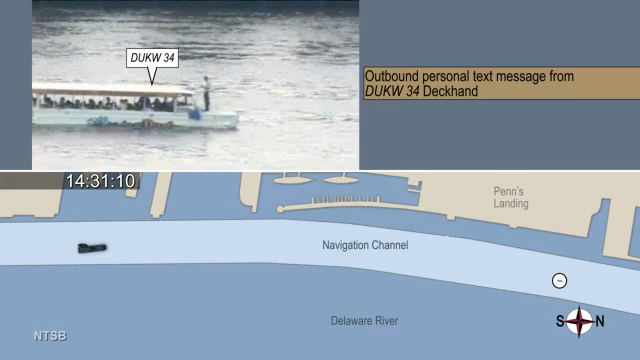 DUKW 34
Outbound personal text message from
DUKW 34 Deckhand
14:31:10
Penn's
Landing
Navigation Channel
Delaware River
S N
NTSB